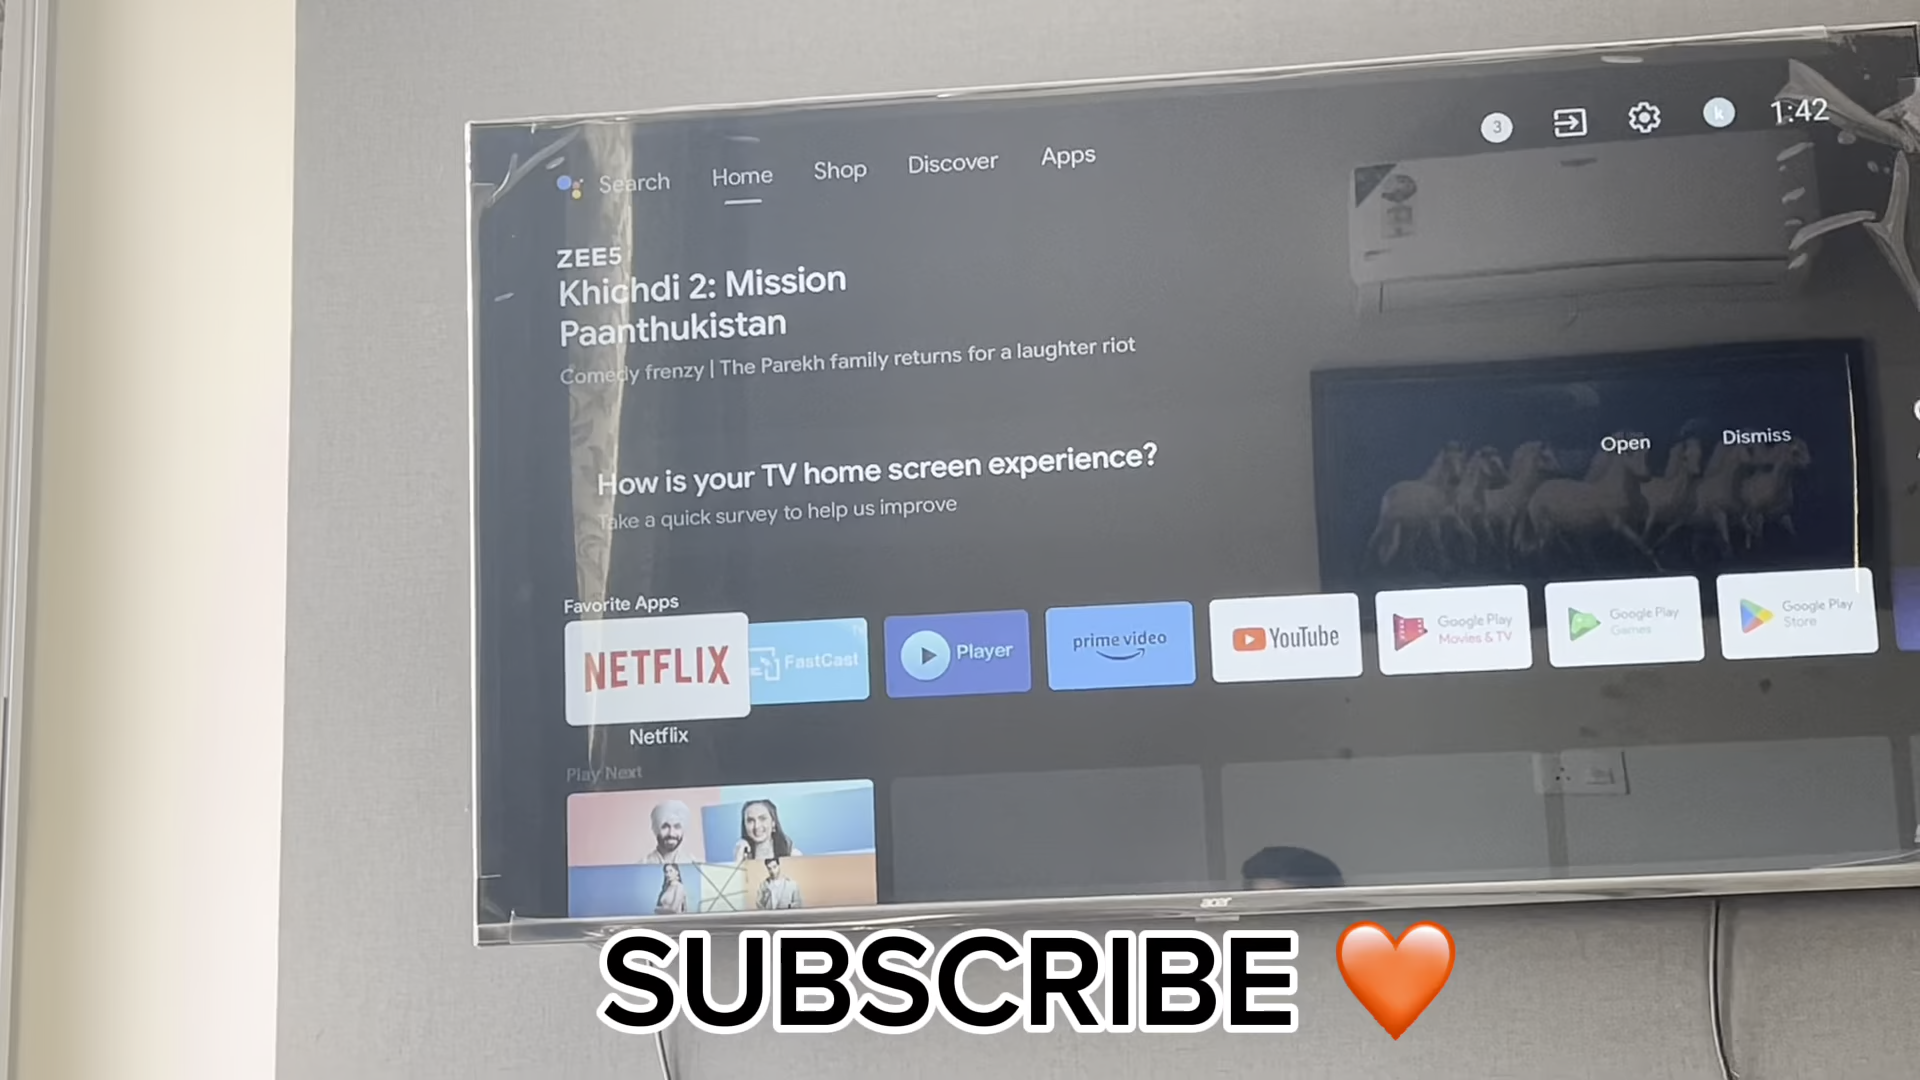 Search Home Shop Discover Apps
3 k 1:42
ZEE5
Khichdi 2: Mission
Paanthukistan
Comedy frenzy | The Parekh family returns for a laughter riot
How is your TV home screen experience?
Take a quick survey to help us improve
Open Dismiss
Favorite Apps
NETFLIX
FastCast
Player
prime video
YouTube
Google Play
Movies & TV
Google Play
Games
Google Play
Store
Netflix
Play Next
acer
SUBSCRIBE